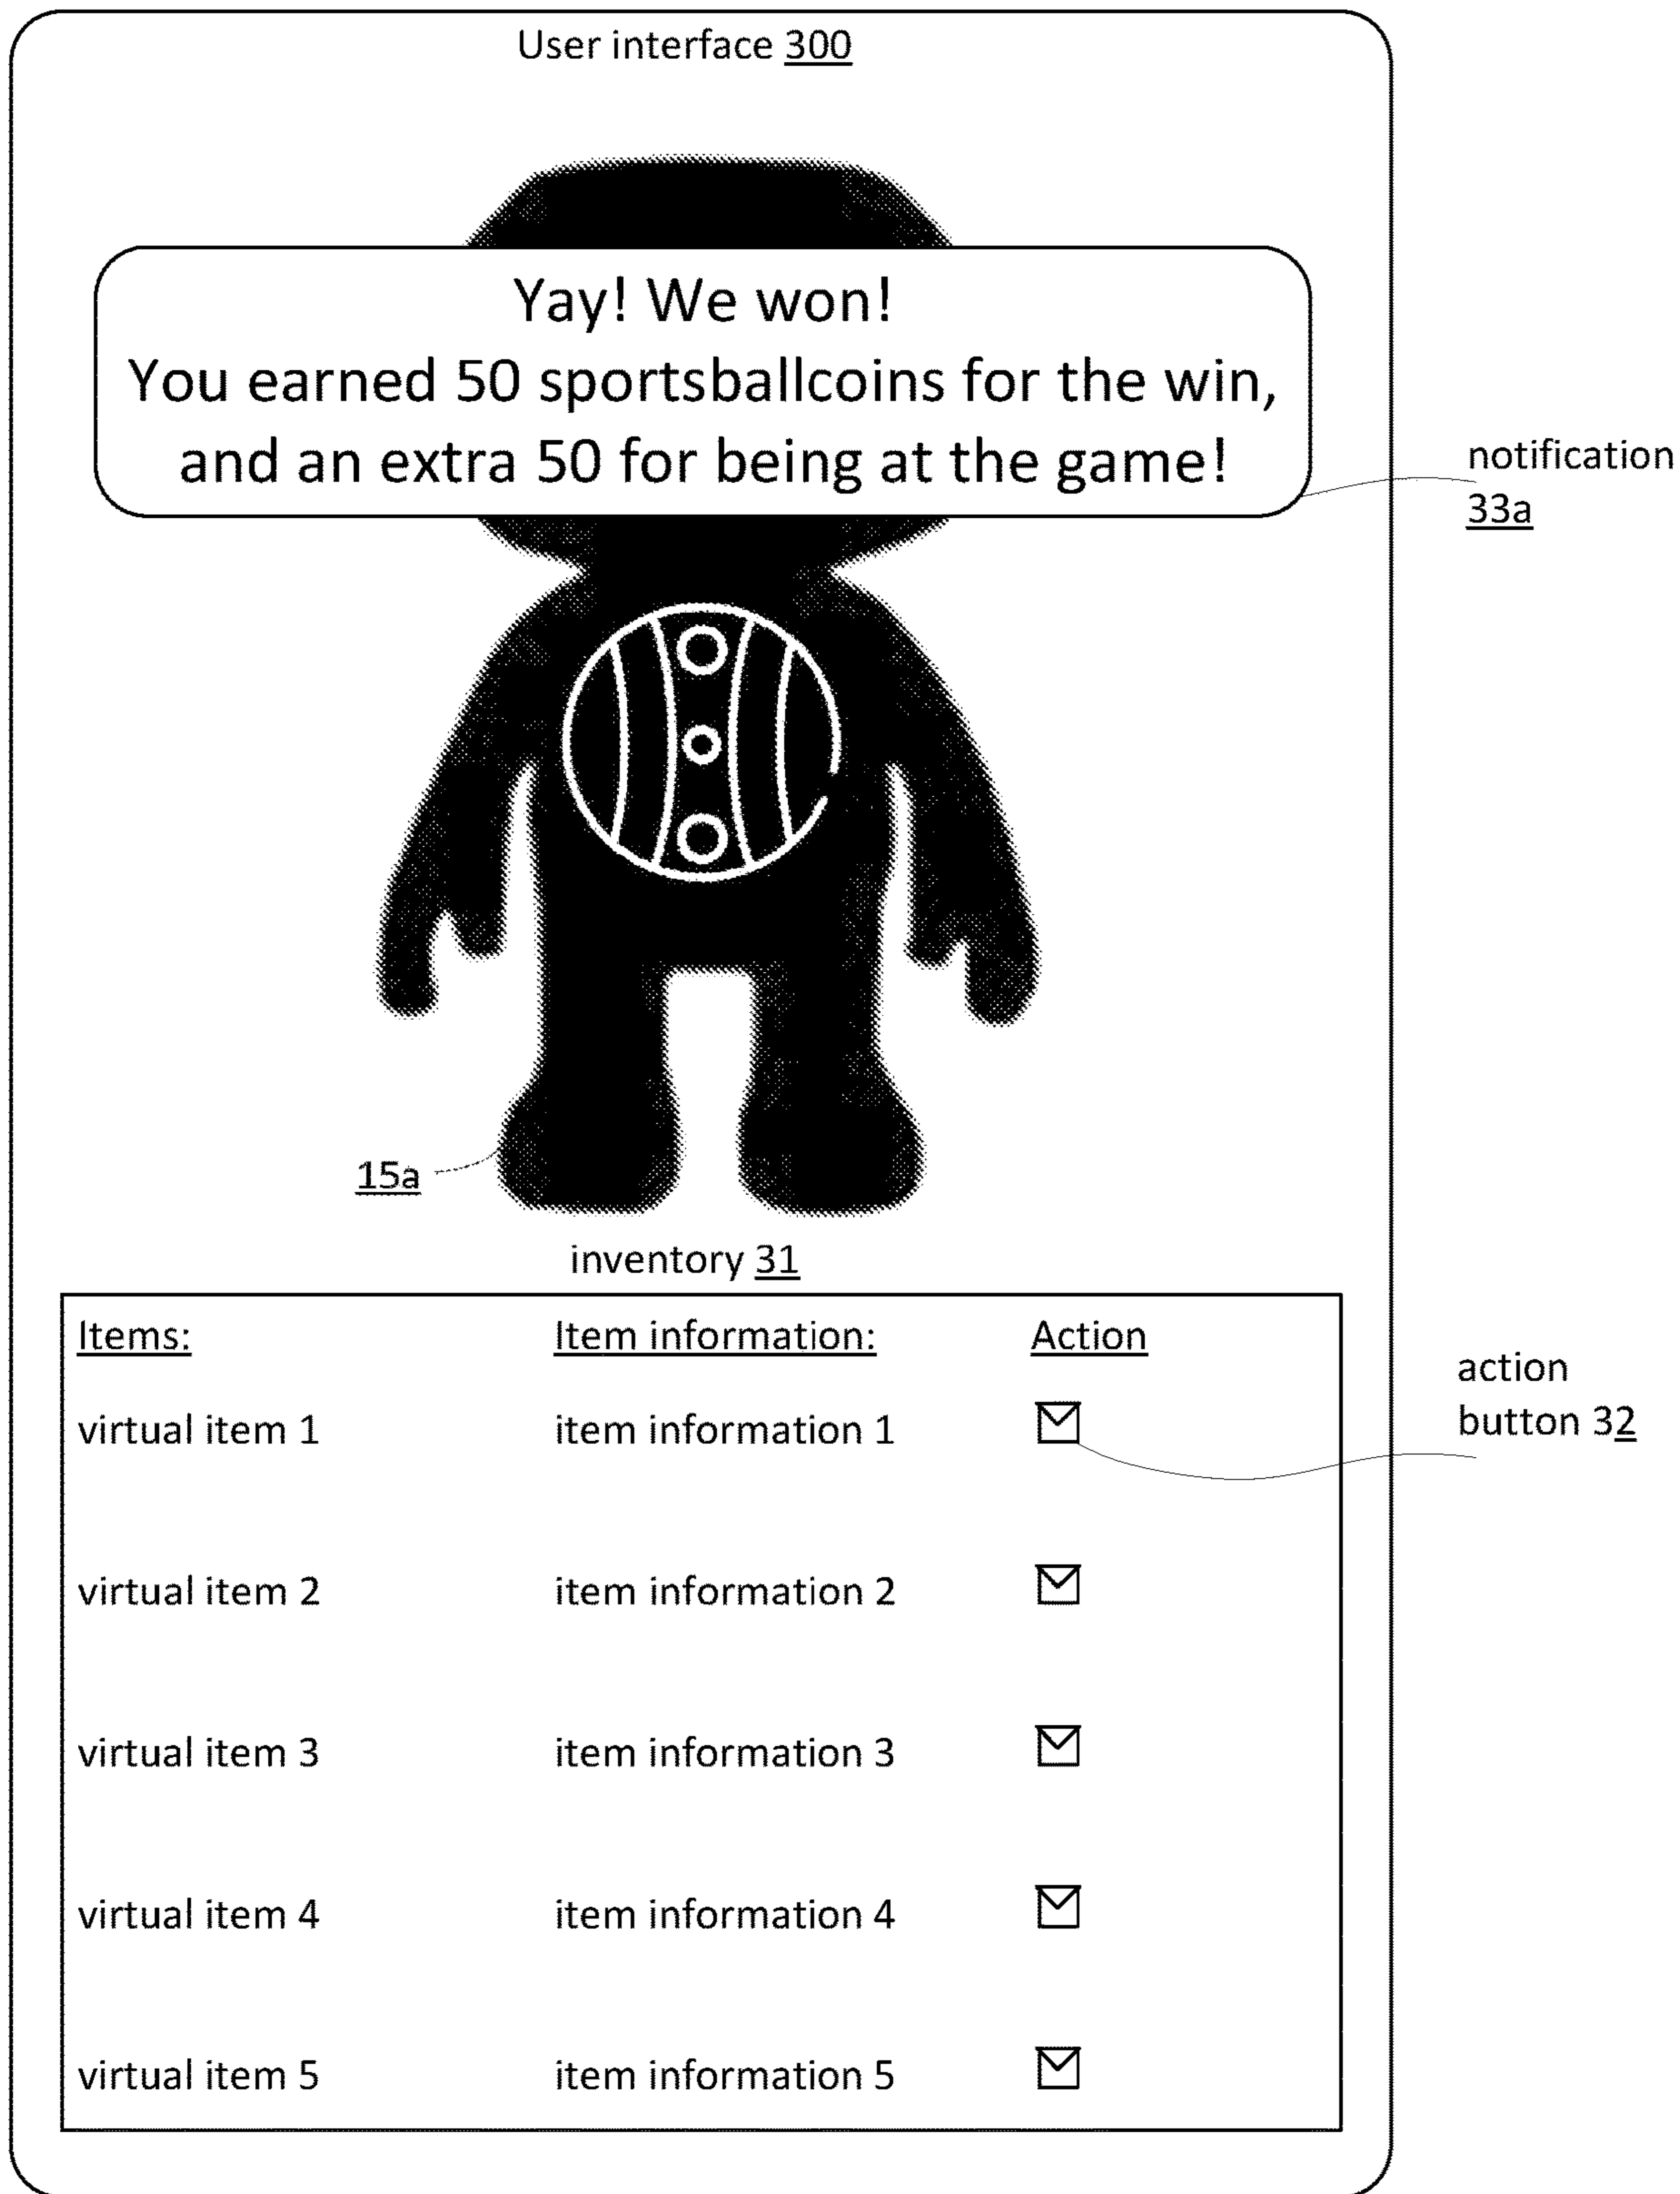 User interface 300
Yay! We won!
You earned 50 sportsballcoins for the win,
and an extra 50 for being at the game!
notification
33a
15a
inventory 31
Items: Item information: Action
action
button 32
virtual item 1 item information 1
virtual item 2 item information 2
virtual item 3 item information 3
virtual item 4 item information 4
virtual item 5 item information 5